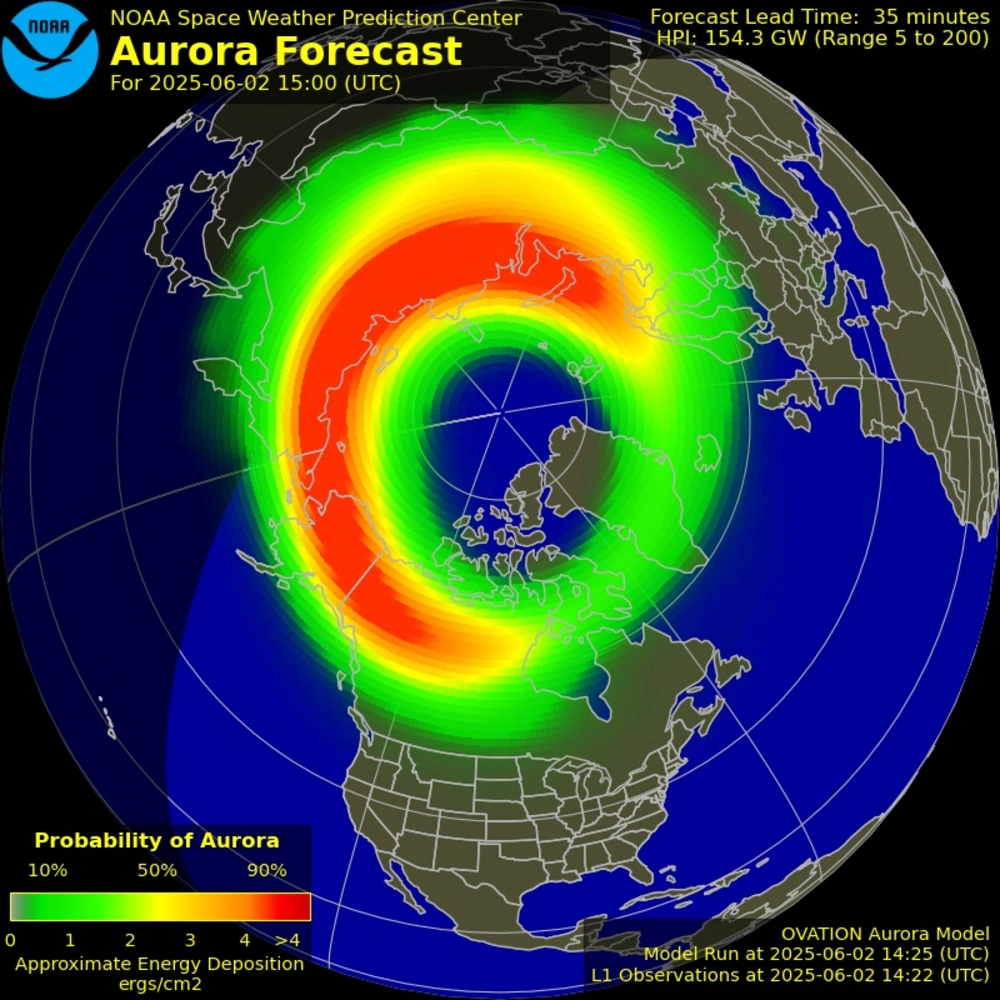 NOAA
NOAA Space Weather Prediction Center
Aurora Forecast
For 2025-06-02 15:00 (UTC)
Forecast Lead Time: 35 minutes
HPI: 154.3 GW (Range 5 to 200)
Probability of Aurora
10% 50% 90%
0 1 2 3 4 >4
Approximate Energy Deposition
ergs/cm2
OVATION Aurora Model
Model Run at 2025-06-02 14:25 (UTC)
L1 Observations at 2025-06-02 14:22 (UTC)